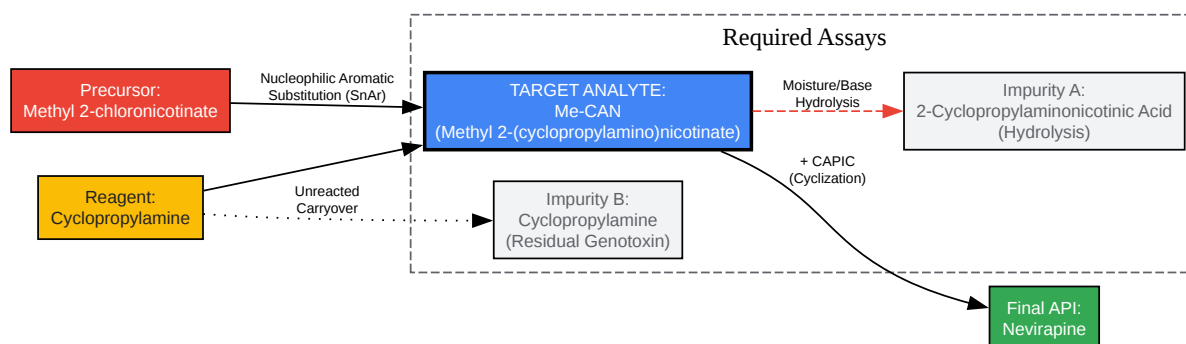 Required Assays
Precursor:
Methyl 2-chloronicotinate
Nucleophilic Aromatic
Substitution (SnAr)
TARGET ANALYTE:
Me-CAN
(Methyl 2-(cyclopropylamino)nicotinate)
Moisture/Base
Hydrolysis
Impurity A:
2-Cyclopropylaminonicotinic Acid
(Hydrolysis)
Reagent:
Cyclopropylamine
Unreacted
Carryover
Impurity B:
Cyclopropylamine
(Residual Genotoxin)
+ CAPIC
(Cyclization)
Final API:
Nevirapine